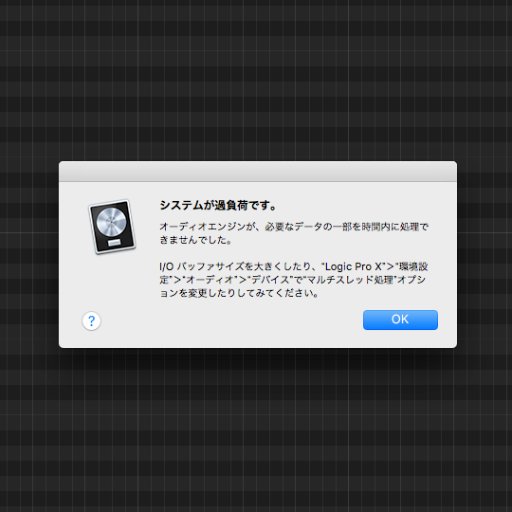 システムが過負荷です。
オーディオエンジンが、必要なデータの一部を時間内に処理で
きませんでした。
I/O バッファサイズを大きくしたり、“Logic Pro X”＞“環境設
定”＞“オーディオ”＞“デバイス”で“マルチスレッド処理”オプシ
ョンを変更したりしてみてください。
?
OK